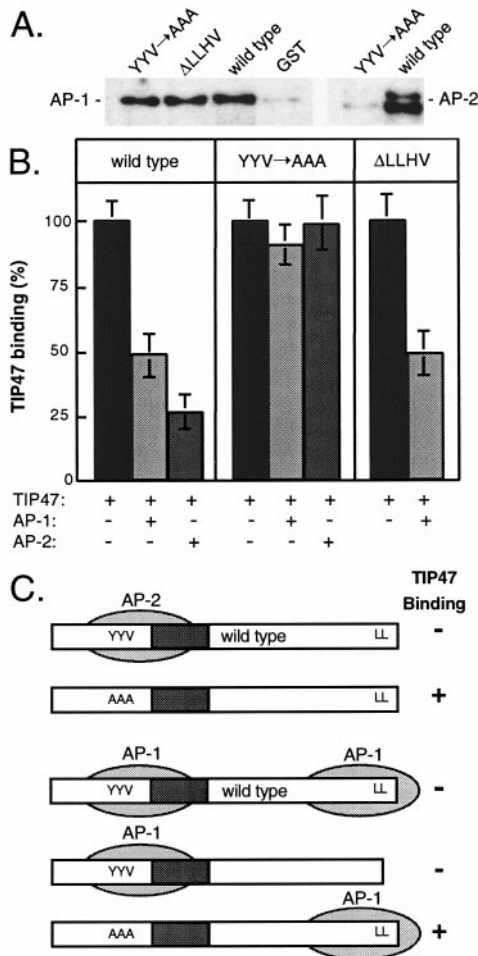 A.
YYV→AAA
ΔLLHV
wild type
GST
YYV→AAA
wild type
AP-1 -
- AP-2
B.
wild type
YYV→AAA
ΔLLHV
TIP47 binding (%)
100
75
50
25
0
TIP47: + + + + + + + +
AP-1: - + - - + - - +
AP-2: - - + - - +
C.
TIP47
Binding
AP-2
YYV wild type LL -
AAA LL +
AP-1 AP-1
YYV wild type LL -
AP-1
YYV -
AP-1
AAA LL +